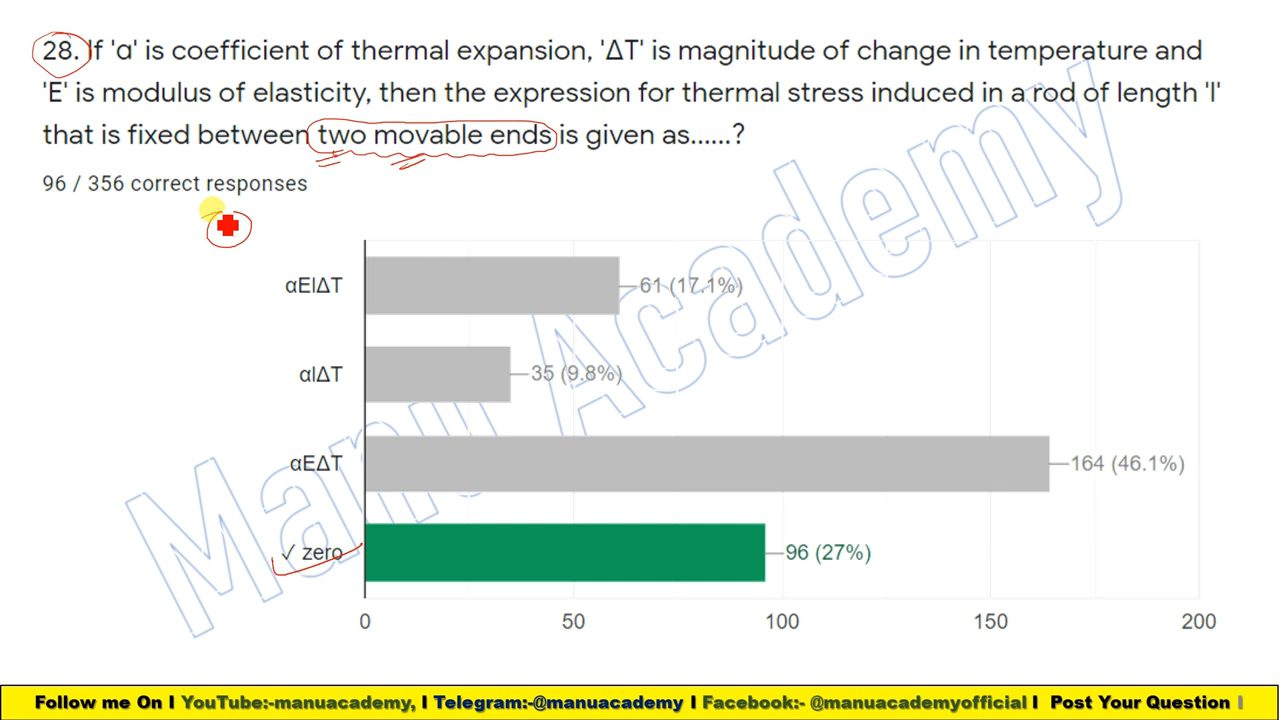 28. If 'α' is coefficient of thermal expansion, 'ΔT' is magnitude of change in temperature and
'E' is modulus of elasticity, then the expression for thermal stress induced in a rod of length 'l'
that is fixed between two movable ends is given as......?
96 / 356 correct responses
αElΔT
61 (17.1%)
αlΔT
35 (9.8%)
αEΔT
164 (46.1%)
✓ zero
96 (27%)
0 50 100 150 200
Manu Academy
Follow me On I YouTube:-manuacademy, I Telegram:-@manuacademy I Facebook:- @manuacademyofficial I Post Your Question I